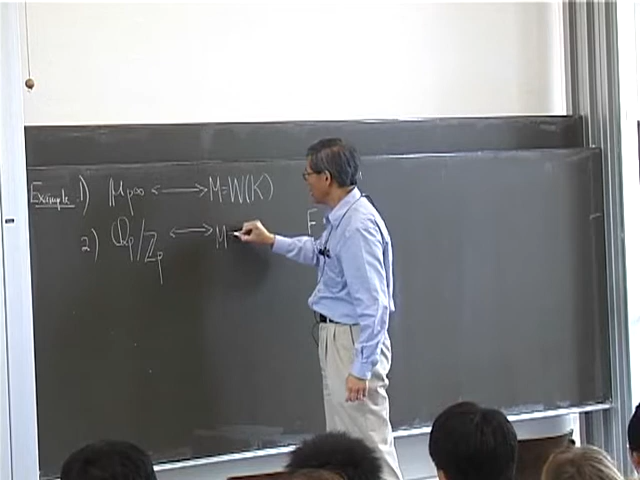 Example 1) μp∞ ⟷ M=W(K)
2) Qp/Zp ⟷ M
F